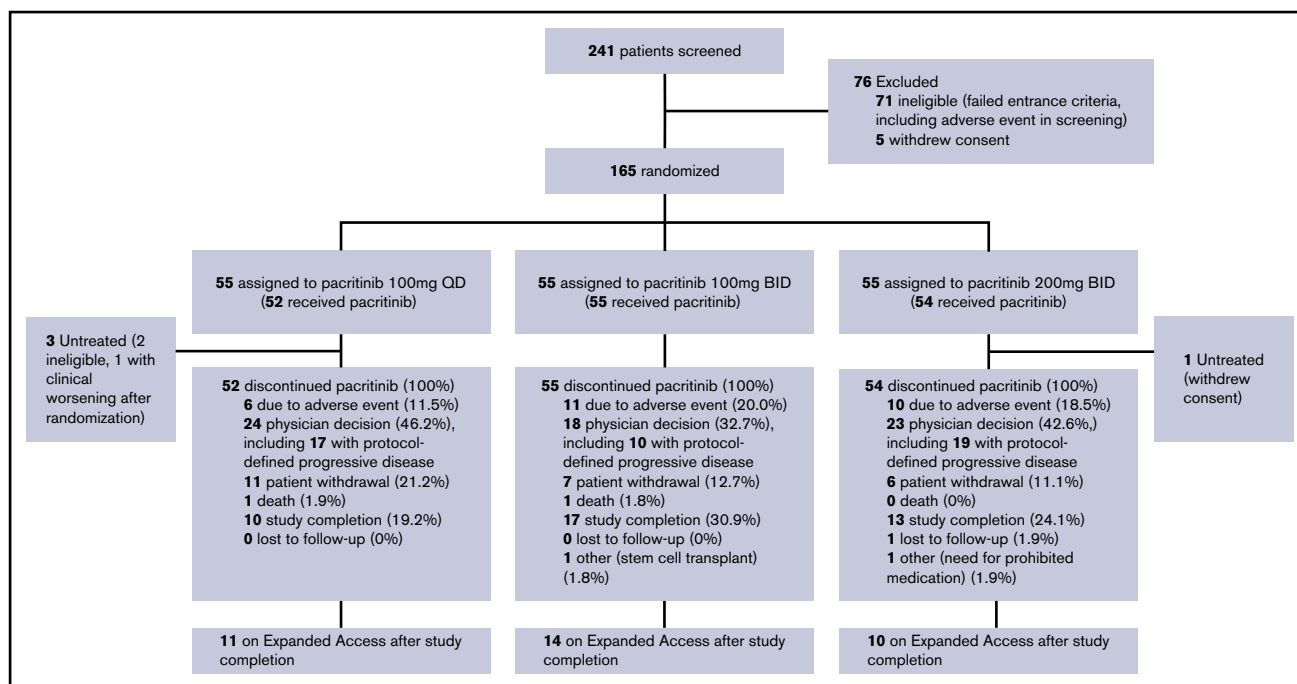 241 patients screened
76 Excluded
71 ineligible (failed entrance criteria,
including adverse event in screening)
5 withdrew consent
165 randomized
55 assigned to pacritinib 100mg QD
(52 received pacritinib)
55 assigned to pacritinib 100mg BID
(55 received pacritinib)
55 assigned to pacritinib 200mg BID
(54 received pacritinib)
3 Untreated (2
ineligible, 1 with
clinical
worsening after
randomization)
1 Untreated
(withdrew
consent)
52 discontinued pacritinib (100%)
6 due to adverse event (11.5%)
24 physician decision (46.2%),
including 17 with protocol-
defined progressive disease
11 patient withdrawal (21.2%)
1 death (1.9%)
10 study completion (19.2%)
0 lost to follow-up (0%)
55 discontinued pacritinib (100%)
11 due to adverse event (20.0%)
18 physician decision (32.7%),
including 10 with protocol-
defined progressive disease
7 patient withdrawal (12.7%)
1 death (1.8%)
17 study completion (30.9%)
0 lost to follow-up (0%)
1 other (stem cell transplant)
(1.8%)
54 discontinued pacritinib (100%)
10 due to adverse event (18.5%)
23 physician decision (42.6%,)
including 19 with protocol-
defined progressive disease
6 patient withdrawal (11.1%)
0 death (0%)
13 study completion (24.1%)
1 lost to follow-up (1.9%)
1 other (need for prohibited
medication) (1.9%)
11 on Expanded Access after study
completion
14 on Expanded Access after study
completion
10 on Expanded Access after study
completion